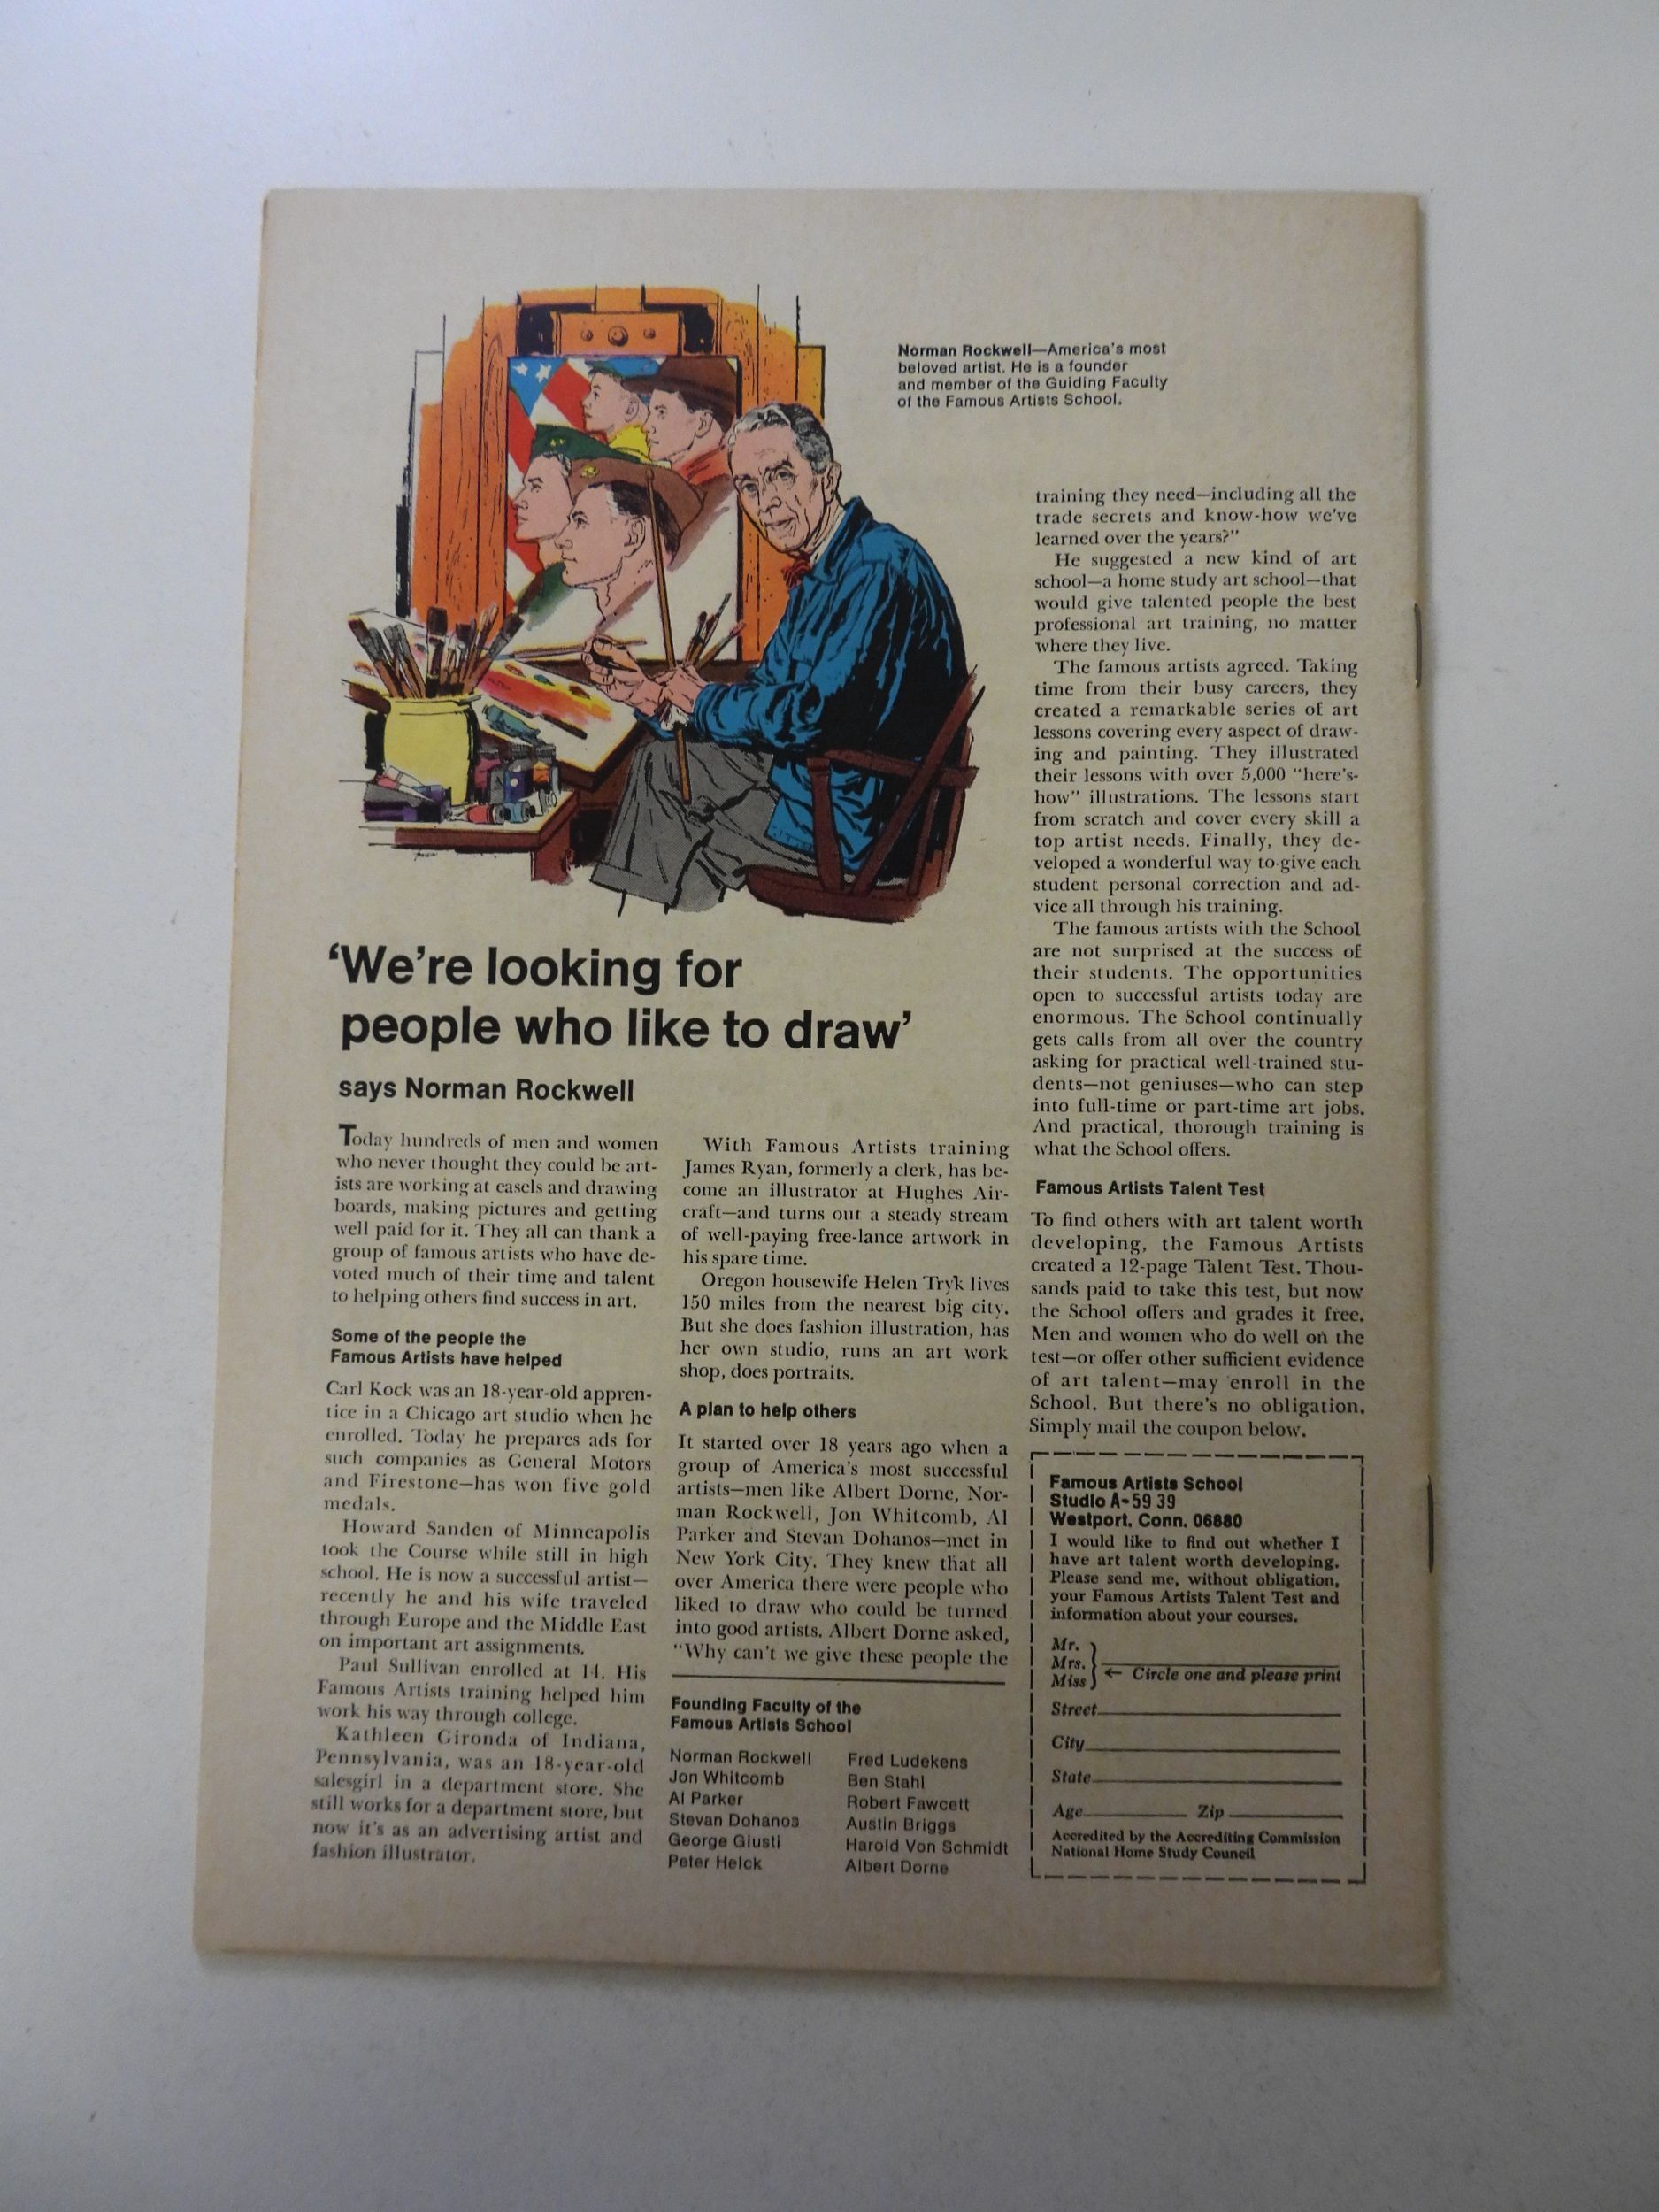 Norman Rockwell—America's most
beloved artist. He is a founder
and member of the Guiding Faculty
of the Famous Artists School.
'We're looking for
people who like to draw'
says Norman Rockwell
Today hundreds of men and women
who never thought they could be art-
ists are working at easels and drawing
boards, making pictures and getting
well paid for it. They all can thank a
group of famous artists who have de-
voted much of their time and talent
to helping others find success in art.
Some of the people the
Famous Artists have helped
Carl Kock was an 18-year-old appren-
tice in a Chicago art studio when he
enrolled. Today he prepares ads for
such companies as General Motors
and Firestone—has won five gold
medals.
Howard Sanden of Minneapolis
took the Course while still in high
school. He is now a successful artist—
recently he and his wife traveled
through Europe and the Middle East
on important art assignments.
Paul Sullivan enrolled at 14. His
Famous Artists training helped him
work his way through college.
Kathleen Gironda of Indiana,
Pennsylvania, was an 18-year-old
salesgirl in a department store. She
still works for a department store, but
now it's as an advertising artist and
fashion illustrator.
With Famous Artists training
James Ryan, formerly a clerk, has be-
come an illustrator at Hughes Air-
craft—and turns out a steady stream
of well-paying free-lance artwork in
his spare time.
Oregon housewife Helen Tryk lives
150 miles from the nearest big city.
But she does fashion illustration, has
her own studio, runs an art work
shop, does portraits.
A plan to help others
It started over 18 years ago when a
group of America's most successful
artists—men like Albert Dorne, Nor-
man Rockwell, Jon Whitcomb, Al
Parker and Stevan Dohanos—met in
New York City. They knew that all
over America there were people who
liked to draw who could be turned
into good artists. Albert Dorne asked,
"Why can't we give these people the
Founding Faculty of the
Famous Artists School
Norman Rockwell
Jon Whitcomb
Al Parker
Stevan Dohanos
George Giusti
Peter Helck
Fred Ludekens
Ben Stahl
Robert Fawcett
Austin Briggs
Harold Von Schmidt
Albert Dorne
training they need—including all the
trade secrets and know-how we've
learned over the years?"
He suggested a new kind of art
school—a home study art school—that
would give talented people the best
professional art training, no matter
where they live.
The famous artists agreed. Taking
time from their busy careers, they
created a remarkable series of art
lessons covering every aspect of draw-
ing and painting. They illustrated
their lessons with over 5,000 "here's-
how" illustrations. The lessons start
from scratch and cover every skill a
top artist needs. Finally, they de-
veloped a wonderful way to give each
student personal correction and ad-
vice all through his training.
The famous artists with the School
are not surprised at the success of
their students. The opportunities
open to successful artists today are
enormous. The School continually
gets calls from all over the country
asking for practical well-trained stu-
dents—not geniuses—who can step
into full-time or part-time art jobs.
And practical, thorough training is
what the School offers.
Famous Artists Talent Test
To find others with art talent worth
developing, the Famous Artists
created a 12-page Talent Test. Thou-
sands paid to take this test, but now
the School offers and grades it free.
Men and women who do well on the
test—or offer other sufficient evidence
of art talent—may enroll in the
School. But there's no obligation.
Simply mail the coupon below.
Famous Artists School
Studio A-59 39
Westport, Conn. 06880
I would like to find out whether I
have art talent worth developing.
Please send me, without obligation,
your Famous Artists Talent Test and
information about your courses.
Mr.
Mrs.
Miss
← Circle one and please print
Street
City
State
Age Zip
Accredited by the Accrediting Commission
National Home Study Council